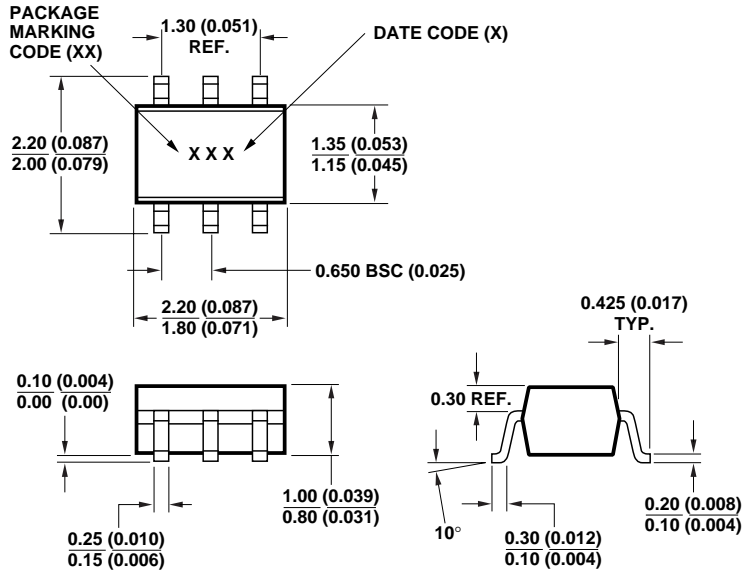 PACKAGE
MARKING
CODE (XX)
1.30 (0.051)
REF.
DATE CODE (X)
2.20 (0.087)
2.00 (0.079)
X X X
1.35 (0.053)
1.15 (0.045)
0.650 BSC (0.025)
2.20 (0.087)
1.80 (0.071)
0.425 (0.017)
TYP.
0.10 (0.004)
0.00 (0.00)
0.30 REF.
1.00 (0.039)
0.80 (0.031)
0.25 (0.010)
0.15 (0.006)
10°
0.30 (0.012)
0.10 (0.004)
0.20 (0.008)
0.10 (0.004)